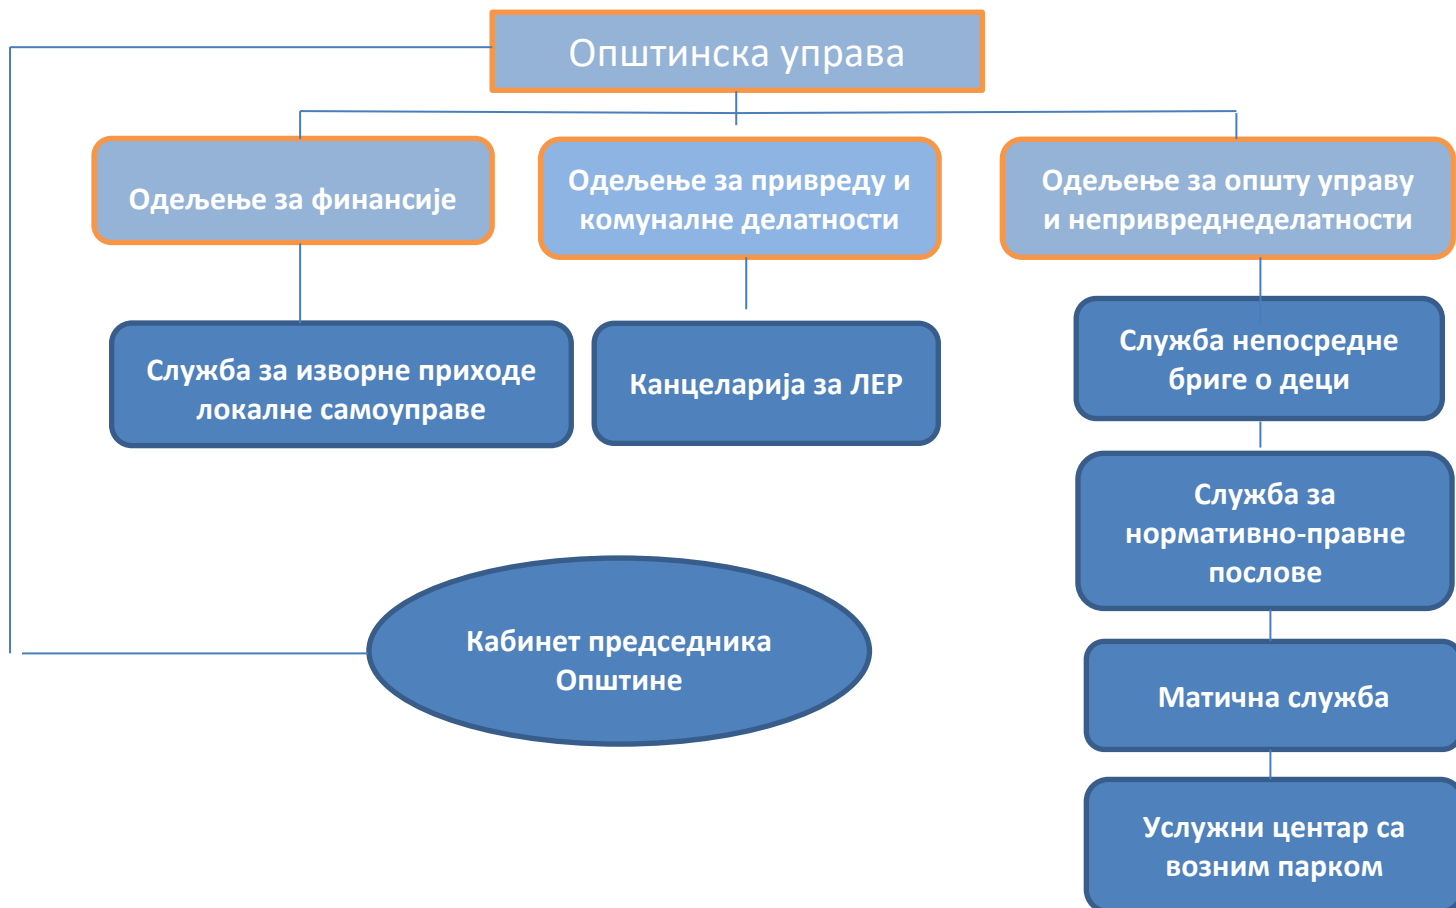 Општинска управа
Одељење за финансије
Одељење за привреду и
комуналне делатности
Одељење за општу управу
и непривреднеделатности
Служба за изворне приходе
локалне самоуправе
Канцеларија за ЛЕР
Служба непосредне
бриге о деци
Служба за
нормативно-правне
послове
Кабинет председника
Општине
Матична служба
Услужни центар са
возним парком